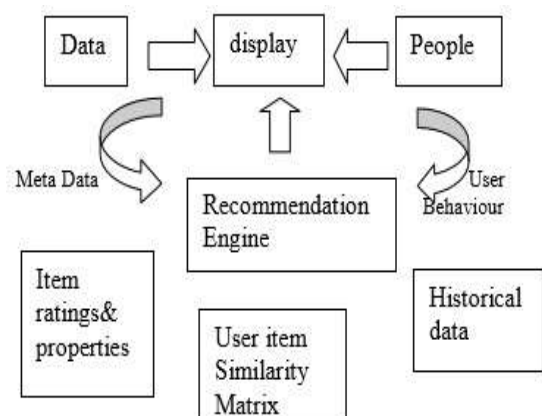 Data
display
People
Meta Data
User
Behaviour
Recommendation
Engine
Item
ratings&
properties
User item
Similarity
Matrix
Historical
data